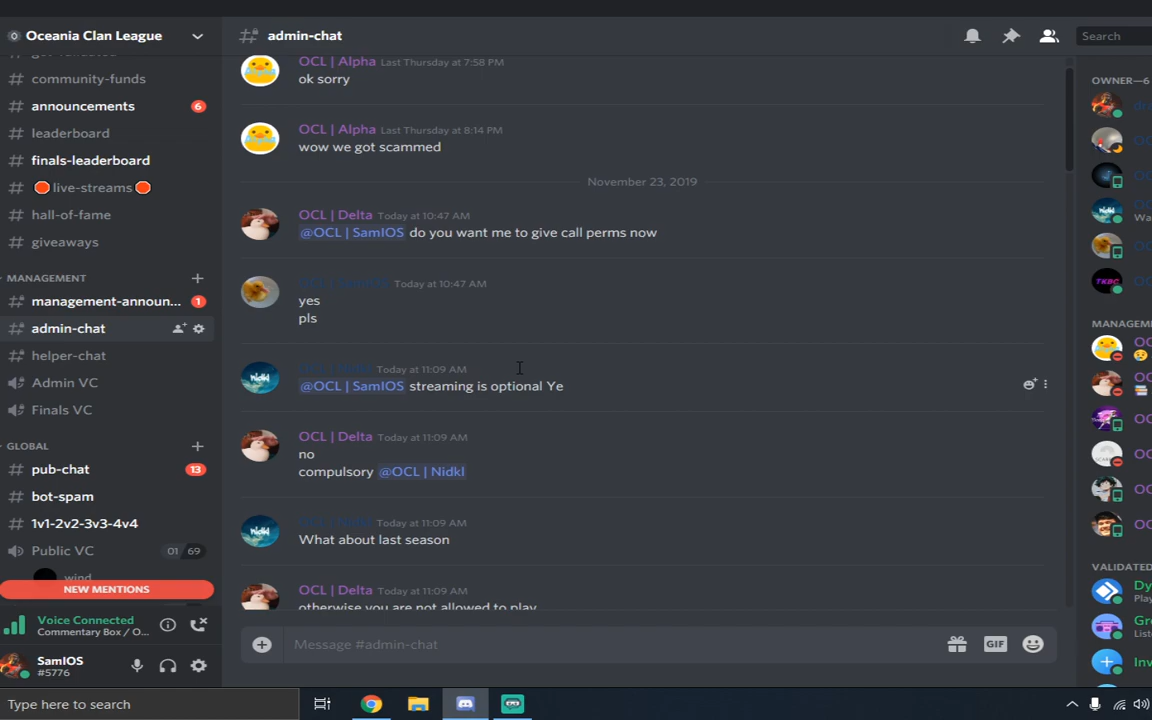 Oceania Clan League
# admin-chat
Search
community-funds
announcements 6
leaderboard
finals-leaderboard
live-streams
hall-of-fame
giveaways
MANAGEMENT
management-announ... 1
admin-chat
helper-chat
Admin VC
Finals VC
GLOBAL
pub-chat 13
bot-spam
1v1-2v2-3v3-4v4
Public VC 01 69
wind
NEW MENTIONS
Voice Connected
Commentary Box / O...
SamIOS
#5776
OCL | Alpha Last Thursday at 7:58 PM
ok sorry
OCL | Alpha Last Thursday at 8:14 PM
wow we got scammed
November 23, 2019
OCL | Delta Today at 10:47 AM
@OCL | SamIOS do you want me to give call perms now
Today at 10:47 AM
yes
pls
Today at 11:09 AM
@OCL | SamIOS streaming is optional Ye
OCL | Delta Today at 11:09 AM
no
compulsory @OCL | Nidkl
Today at 11:09 AM
What about last season
OCL | Delta Today at 11:09 AM
otherwise you are not allowed to play
Message #admin-chat
GIF
OWNER—6
TKBC
MANAGEM
VALIDATED
Dy
Play
Gr
List
Inv
Type here to search